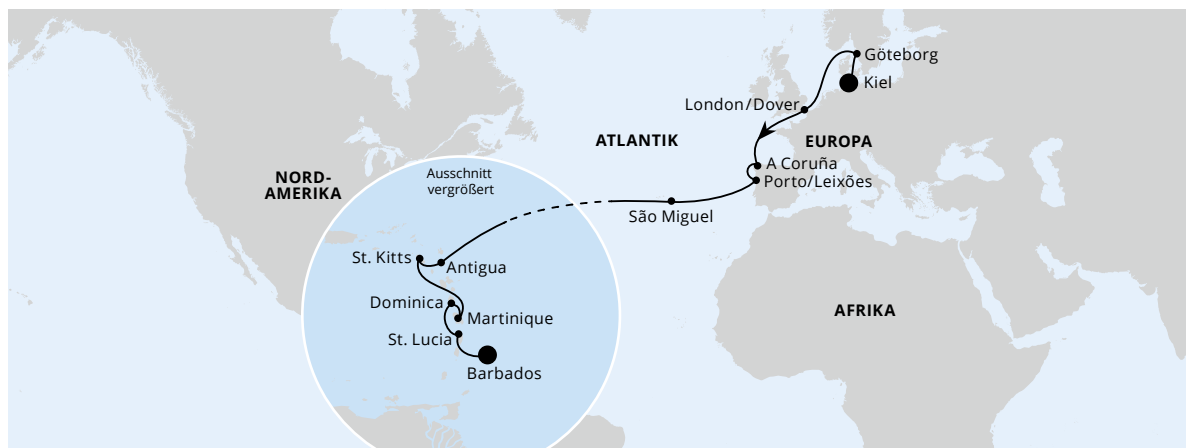 Göteborg
Kiel
London/Dover
ATLANTIK
EUROPA
A Coruña
Porto/Leixões
NORD-
AMERIKA
Ausschnitt
vergrößert
São Miguel
St. Kitts
Antigua
Dominica
Martinique
St. Lucia
Barbados
AFRIKA